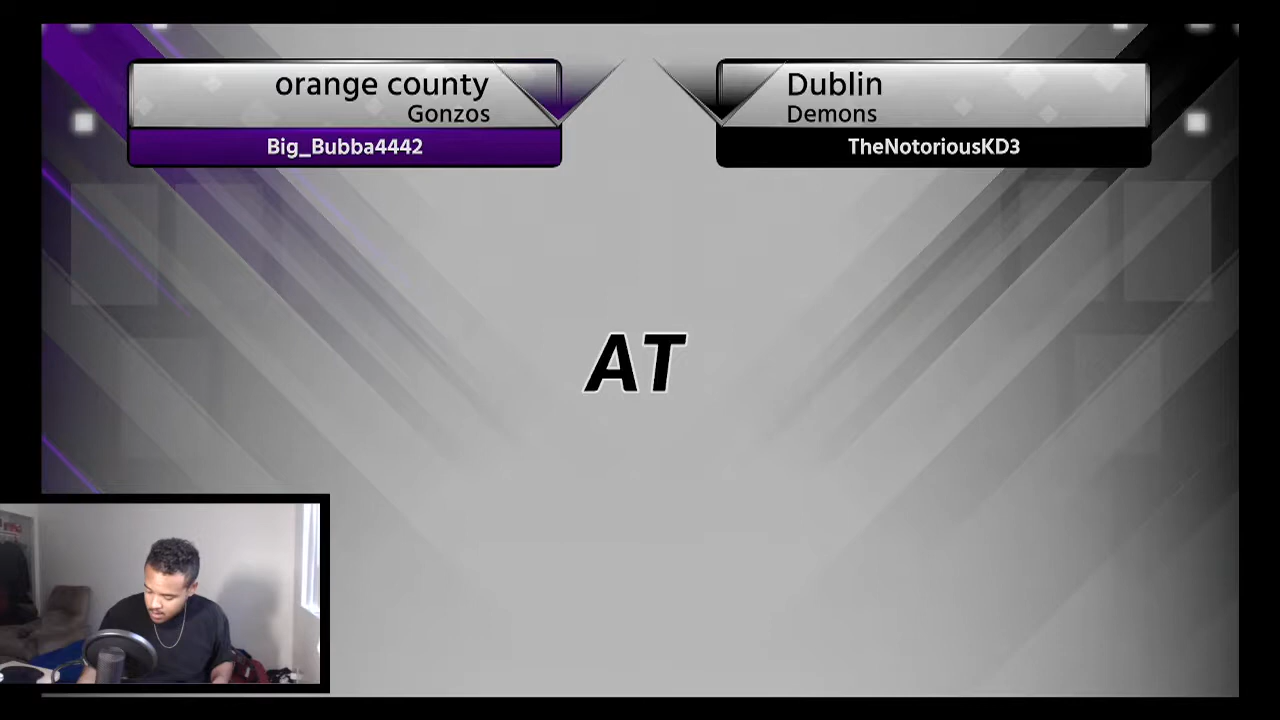 orange county
Gonzos
Big_Bubba4442
Dublin
Demons
TheNotoriousKD3
AT